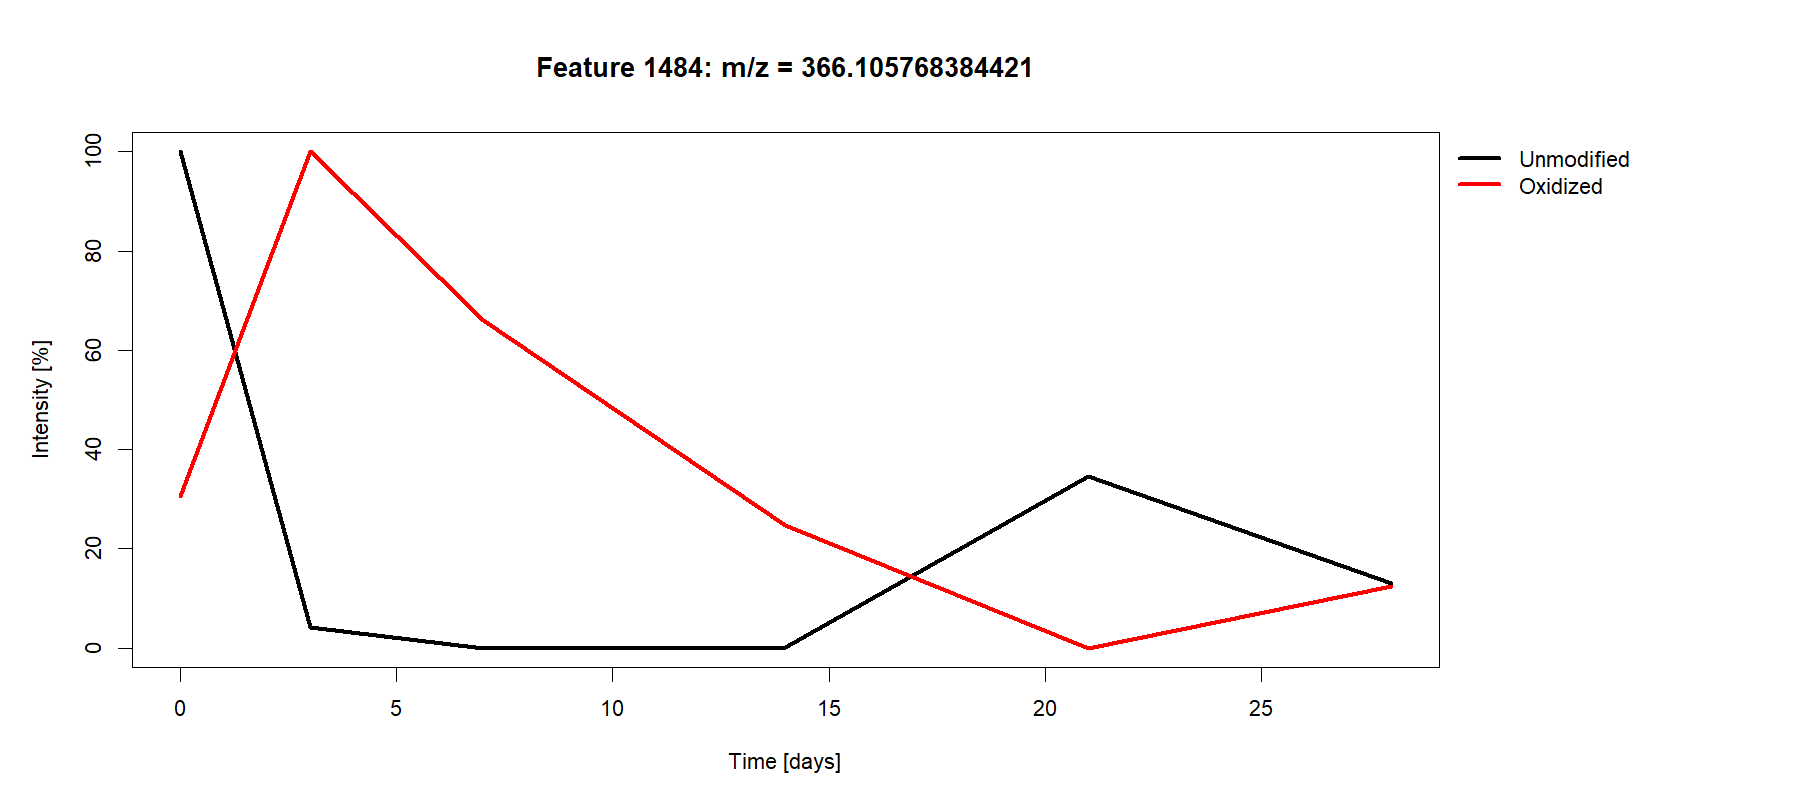 Feature 1484: m/z = 366.105768384421
Unmodified
Oxidized
Intensity [%]
100
80
60
40
20
0
0 5 10 15 20 25
Time [days]